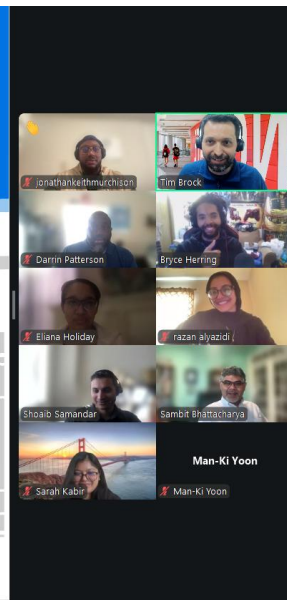 jonathankeithmurchison
Tim Brock
Darrin Patterson
Bryce Herring
Eliana Holiday
razan alyazidi
Shoaib Samandar
Sambit Bhattacharya
Sarah Kabir
Man-Ki Yoon
Man-Ki Yoon